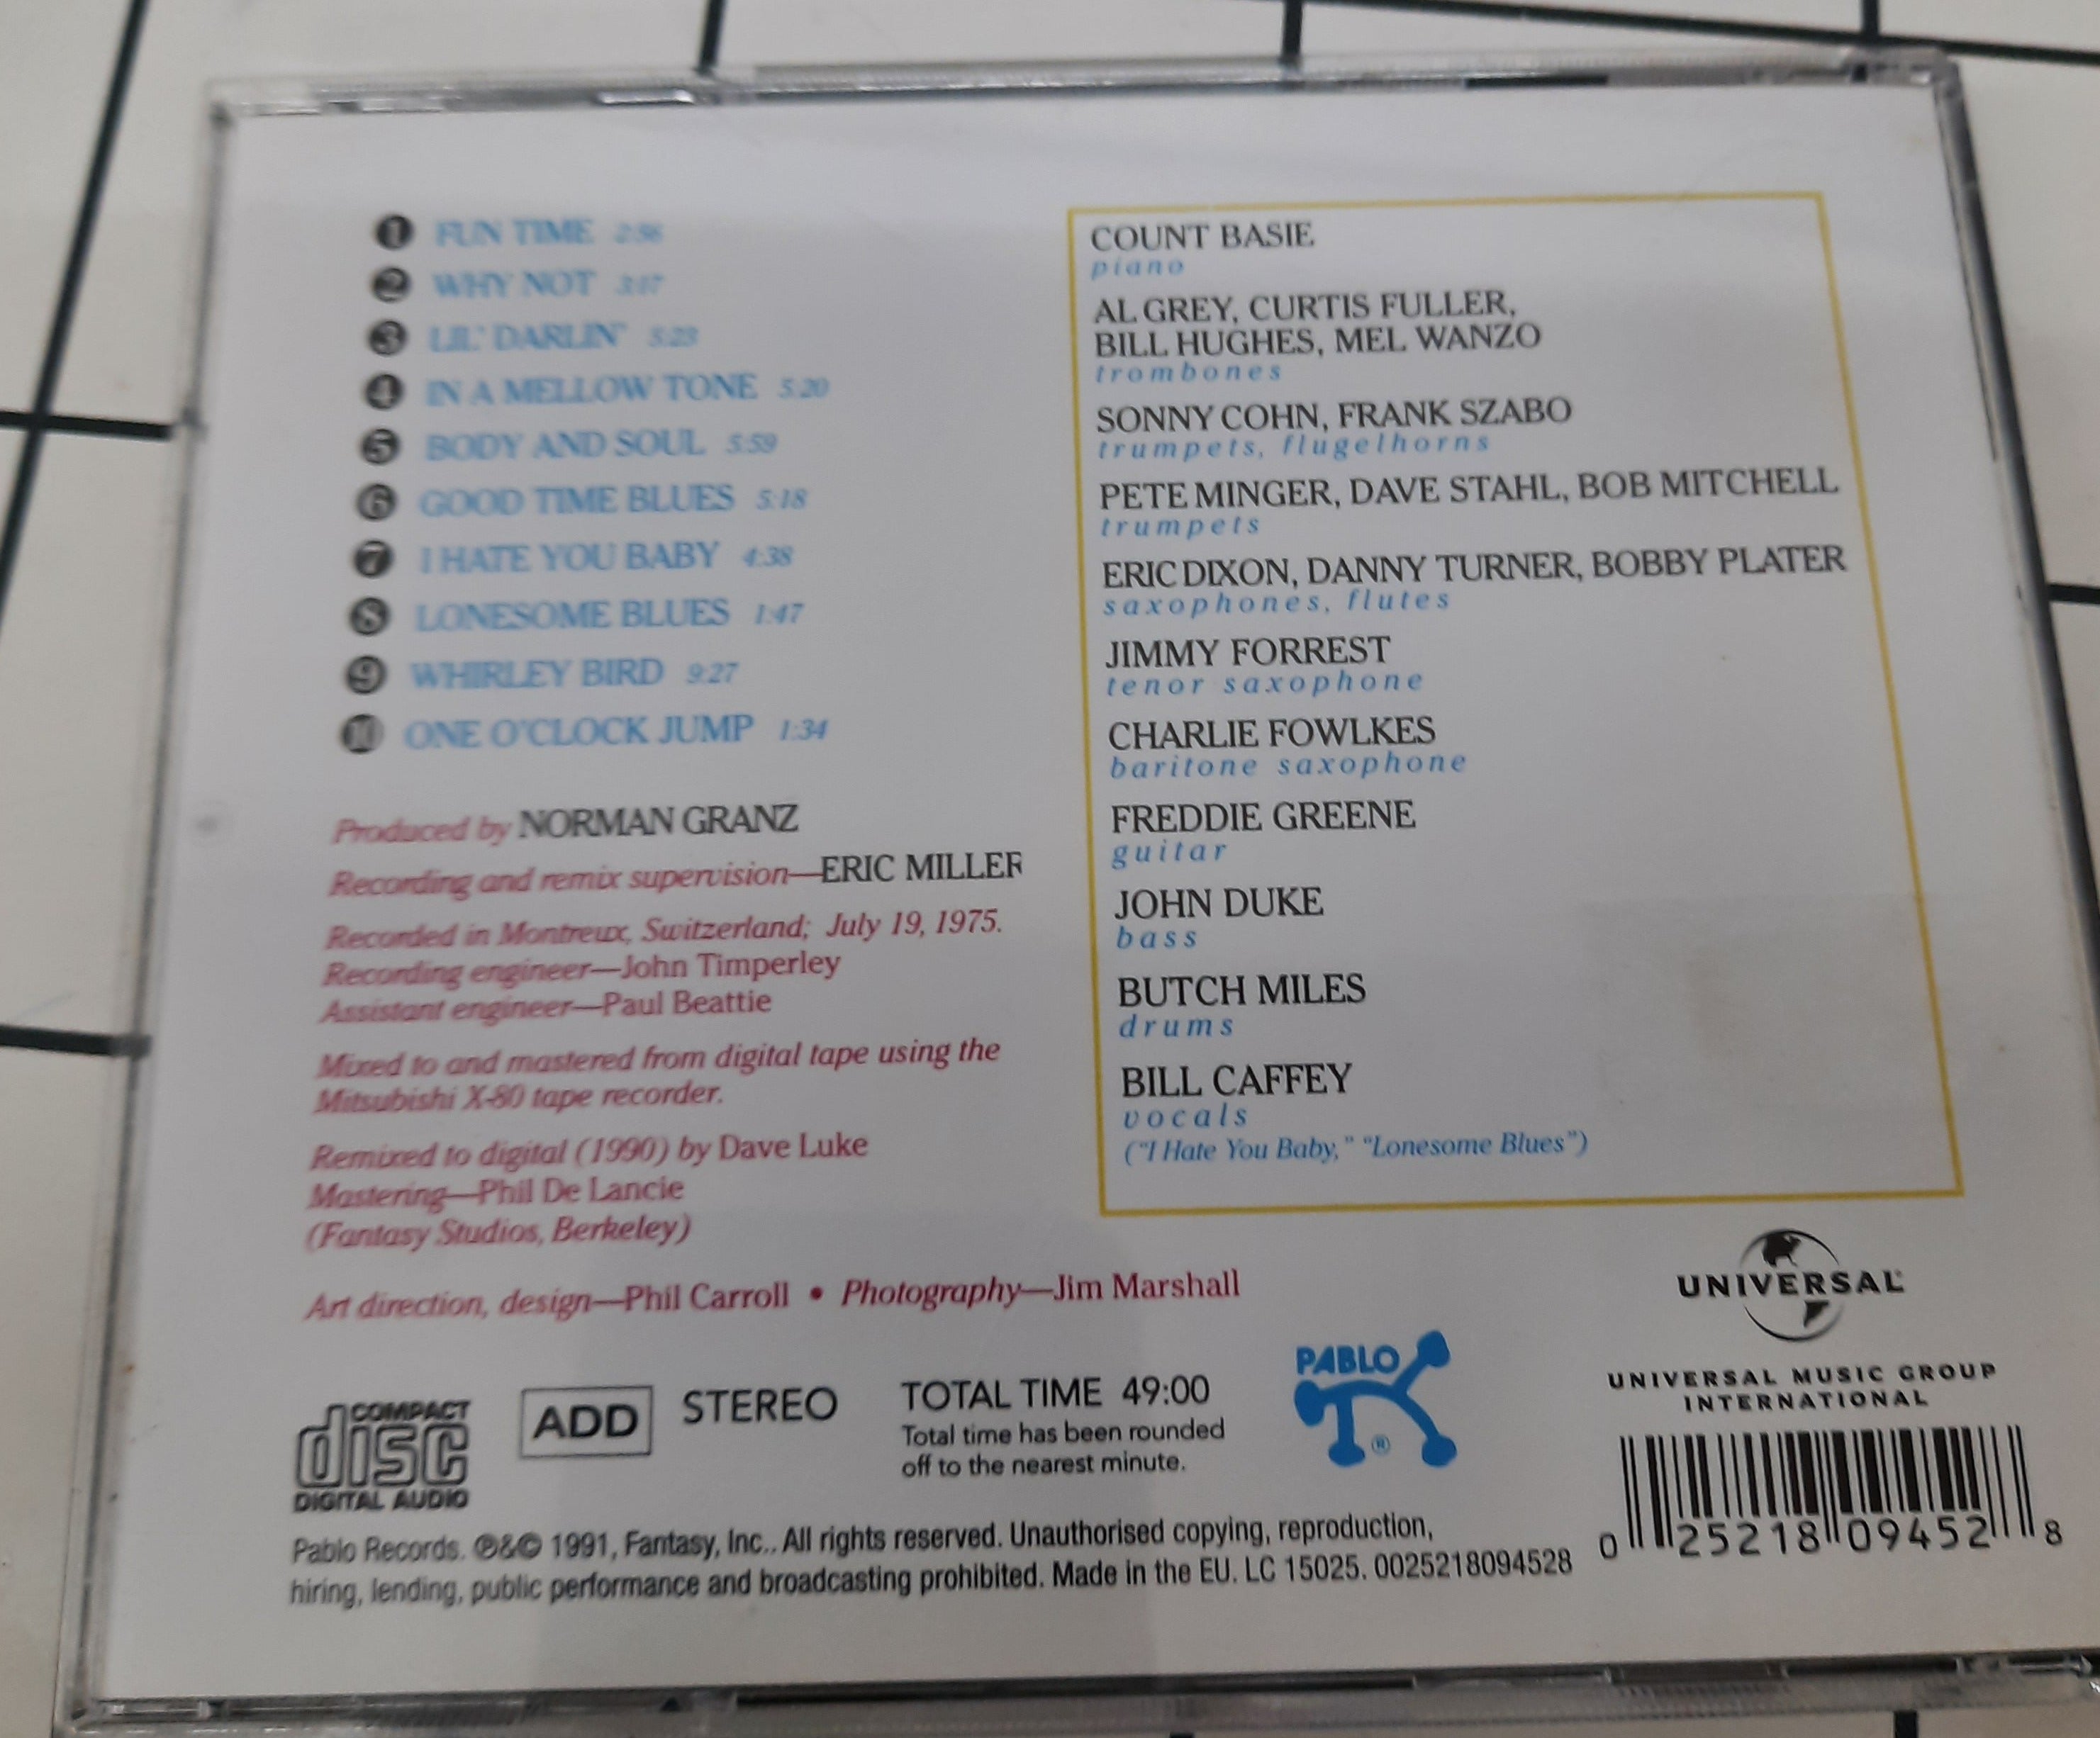 1 FUN TIME 2:56
2 WHY NOT 3:17
3 LIL' DARLIN' 5:23
4 IN A MELLOW TONE 5:20
5 BODY AND SOUL 5:59
6 GOOD TIME BLUES 5:18
7 I HATE YOU BABY 4:38
8 LONESOME BLUES 1:47
9 WHIRLEY BIRD 9:27
10 ONE O'CLOCK JUMP 1:34
Produced by NORMAN GRANZ
Recording and remix supervision—ERIC MILLER
Recorded in Montreux, Switzerland; July 19, 1975.
Recording engineer—John Timperley
Assistant engineer—Paul Beattie
Mixed to and mastered from digital tape using the
Mitsubishi X-80 tape recorder.
Remixed to digital (1990) by Dave Luke
Mastering—Phil De Lancie
(Fantasy Studios, Berkeley)
Art direction, design—Phil Carroll • Photography—Jim Marshall
COUNT BASIE
piano
AL GREY, CURTIS FULLER,
BILL HUGHES, MEL WANZO
trombones
SONNY COHN, FRANK SZABO
trumpets, flugelhorns
PETE MINGER, DAVE STAHL, BOB MITCHELL
trumpets
ERIC DIXON, DANNY TURNER, BOBBY PLATER
saxophones, flutes
JIMMY FORREST
tenor saxophone
CHARLIE FOWLKES
baritone saxophone
FREDDIE GREENE
guitar
JOHN DUKE
bass
BUTCH MILES
drums
BILL CAFFEY
vocals
("I Hate You Baby," "Lonesome Blues")
COMPACT
disc
DIGITAL AUDIO
ADD
STEREO
TOTAL TIME 49:00
Total time has been rounded
off to the nearest minute.
PABLO
®
UNIVERSAL
UNIVERSAL MUSIC GROUP
INTERNATIONAL
0 25218 09452 8
Pablo Records. ℗&© 1991, Fantasy, Inc.. All rights reserved. Unauthorised copying, reproduction,
hiring, lending, public performance and broadcasting prohibited. Made in the EU. LC 15025. 0025218094528